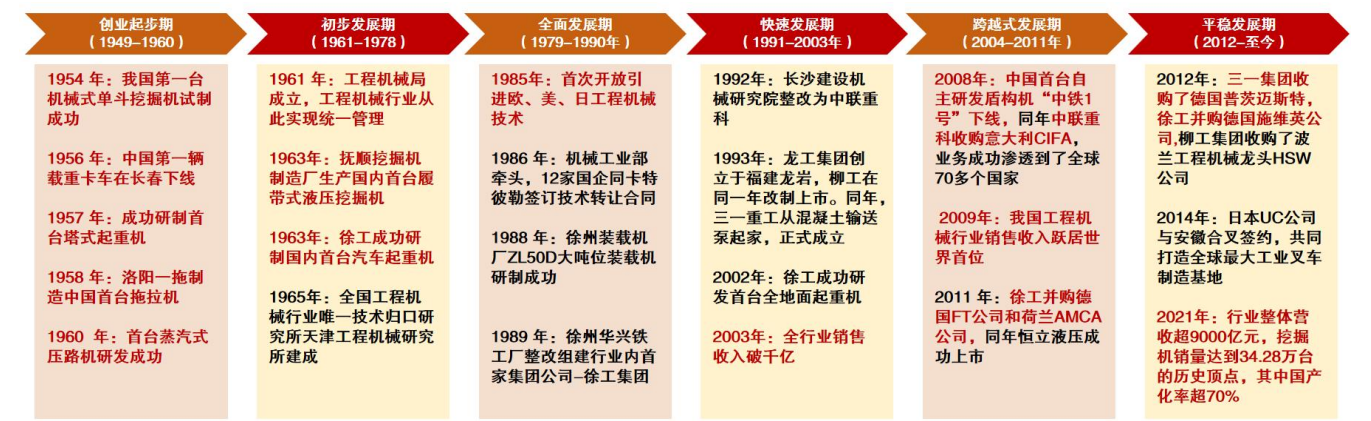 创业起步期
（1949–1960）
1954 年：我国第一台
机械式单斗挖掘机试制
成功
1956 年：中国第一辆
载重卡车在长春下线
1957 年：成功研制首
台塔式起重机
1958 年：洛阳一拖制
造中国首台拖拉机
1960 年：首台蒸汽式
压路机研发成功
初步发展期
（1961–1978）
1961 年：工程机械局
成立，工程机械行业从
此实现统一管理
1963年：抚顺挖掘机
制造厂生产国内首台履
带式液压挖掘机
1963年：徐工成功研
制国内首台汽车起重机
1965年：全国工程机
械行业唯一技术归口研
究所天津工程机械研究
所建成
全面发展期
（1979–1990年）
1985年：首次开放引
进欧、美、日工程机械
技术
1986 年：机械工业部
牵头，12家国企同卡特
彼勒签订技术转让合同
1988 年：徐州装载机
厂ZL50D大吨位装载机
研制成功
1989 年：徐州华兴铁
工厂整改组建行业内首
家集团公司–徐工集团
快速发展期
（1991–2003年）
1992年：长沙建设机
械研究院整改为中联重
科
1993年：龙工集团创
立于福建龙岩，柳工在
同一年改制上市。同年，
三一重工从混凝土输送
泵起家，正式成立
2002年：徐工成功研
发首台全地面起重机
2003年：全行业销售
收入破千亿
跨越式发展期
（2004–2011年）
2008年：中国首台自
主研发盾构机“中铁1
号”下线，同年中联重
科收购意大利CIFA，
业务成功渗透到了全球
70多个国家
2009年：我国工程机
械行业销售收入跃居世
界首位
2011 年：徐工并购德
国FT公司和荷兰AMCA
公司，同年恒立液压成
功上市
平稳发展期
（2012–至今）
2012年：三一集团收
购了德国普茨迈斯特，
徐工并购德国施维英公
司,柳工集团收购了波
兰工程机械龙头HSW
公司
2014年：日本UC公司
与安徽合叉签约，共同
打造全球最大工业叉车
制造基地
2021年：行业整体营
收超9000亿元，挖掘
机销量达到34.28万台
的历史顶点，其中国产
化率超70%